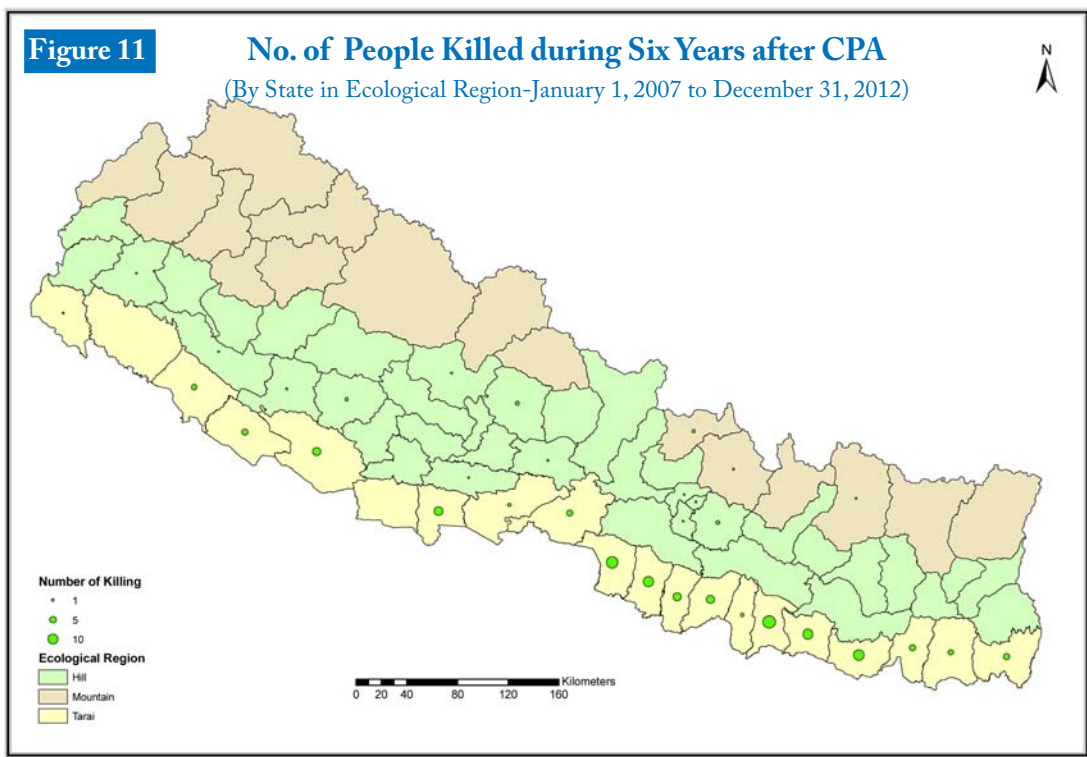 Figure 11
No. of People Killed during Six Years after CPA
(By State in Ecological Region-January 1, 2007 to December 31, 2012)
N
Number of Killing
1
5
10
Ecological Region
Hill
Mountain
Tarai
Kilometers
0 20 40 80 120 160